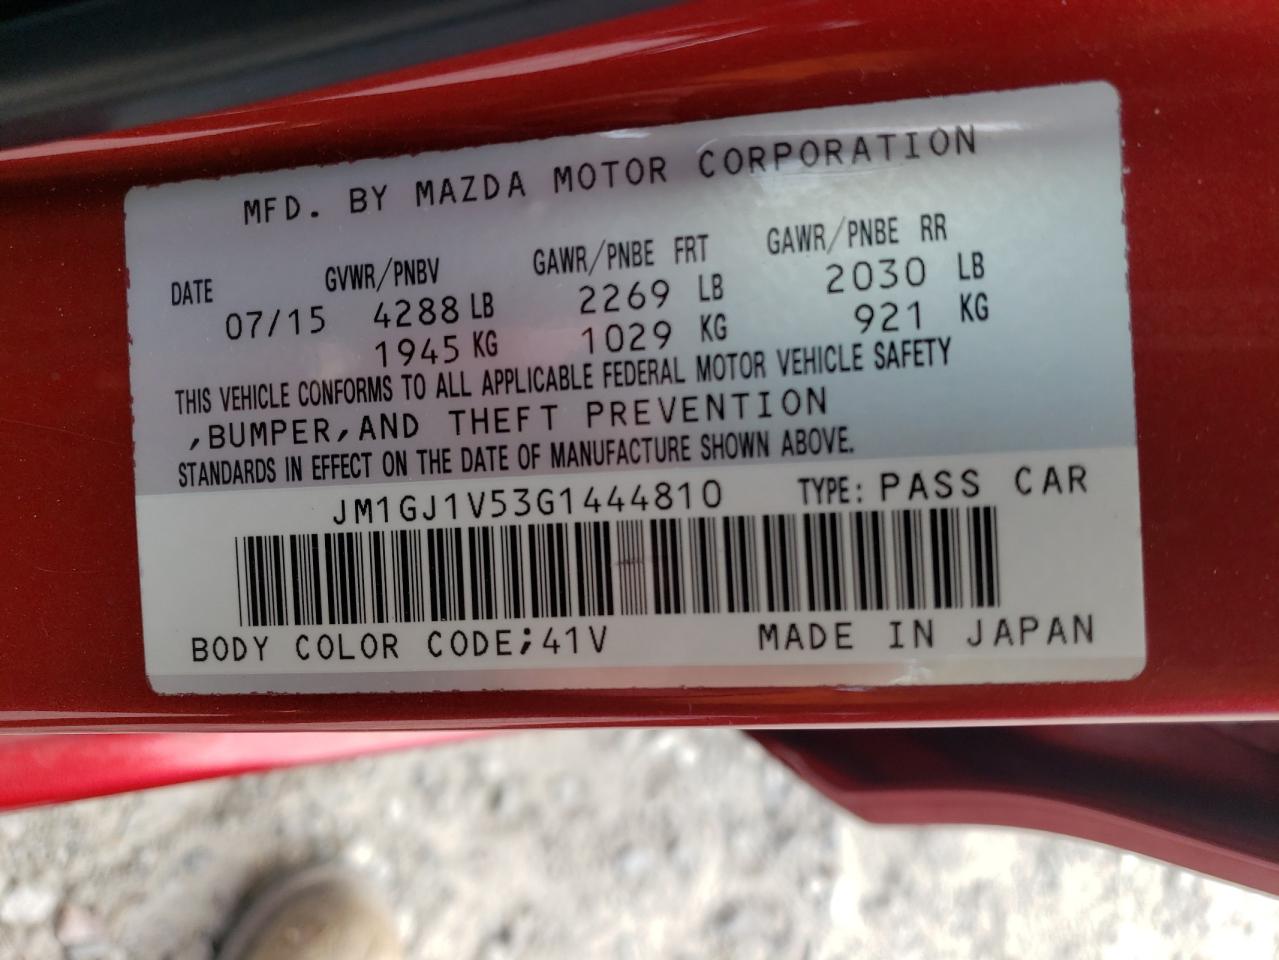 MFD. BY MAZDA MOTOR CORPORATION
DATE GVWR/PNBV GAWR/PNBE FRT GAWR/PNBE RR
07/15 4288 LB 2269 LB 2030 LB
1945 KG 1029 KG 921 KG
THIS VEHICLE CONFORMS TO ALL APPLICABLE FEDERAL MOTOR VEHICLE SAFETY
,BUMPER,AND THEFT PREVENTION
STANDARDS IN EFFECT ON THE DATE OF MANUFACTURE SHOWN ABOVE.
JM1GJ1V53G1444810 TYPE: PASS CAR
BODY COLOR CODE;41V MADE IN JAPAN